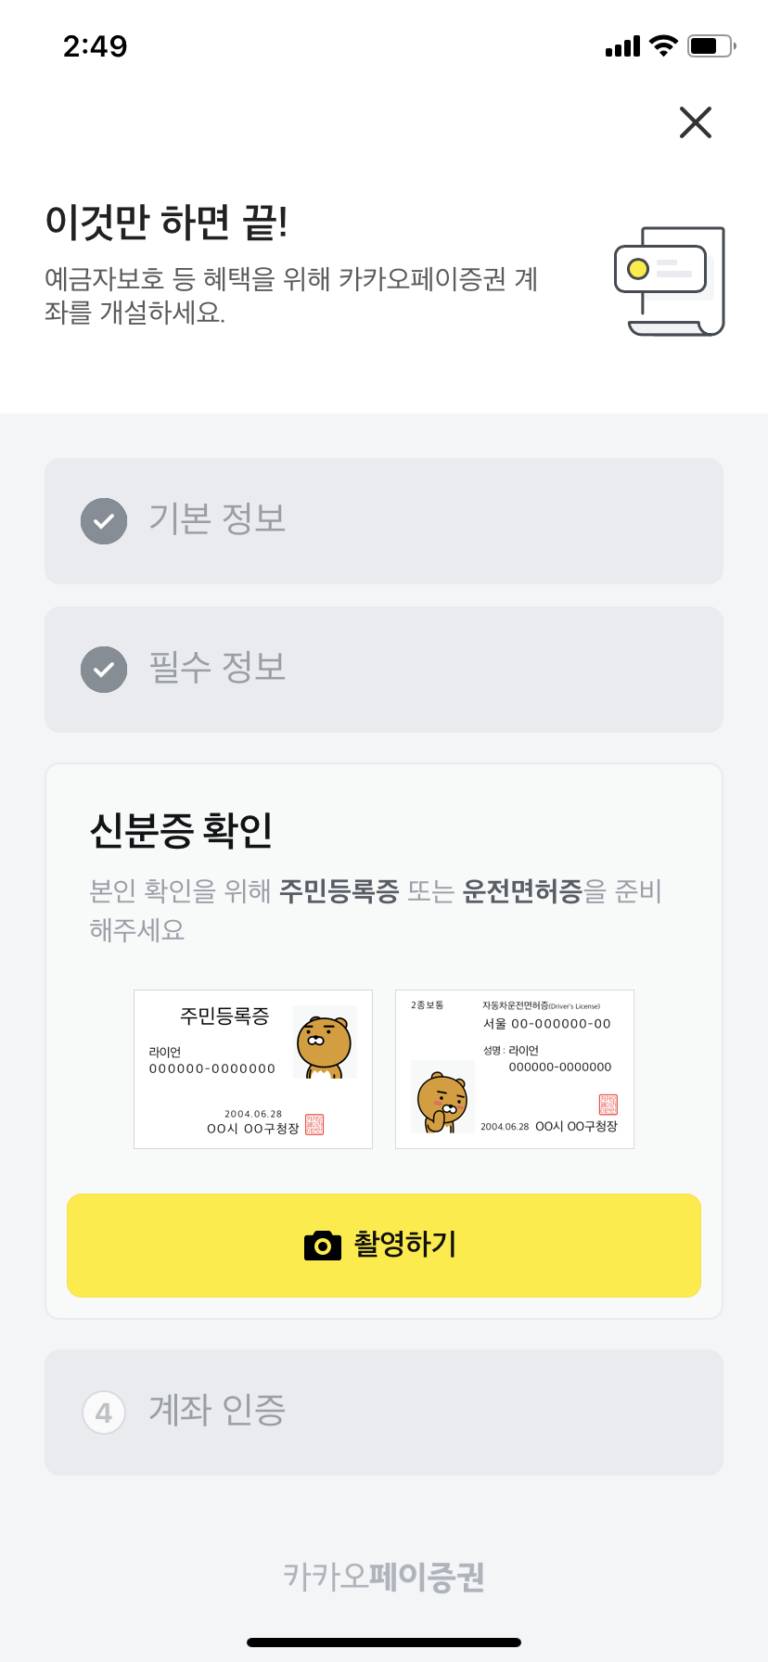 2:49
이것만 하면 끝!
예금자보호 등 혜택을 위해 카카오페이증권 계
좌를 개설하세요.
기본 정보
필수 정보
신분증 확인
본인 확인을 위해 주민등록증 또는 운전면허증을 준비
해주세요
주민등록증
라이언
000000-0000000
2004.06.28
OO시 OO구청장
2종보통
자동차운전면허증(Driver's License)
서울 00-000000-00
성명 : 라이언
000000-0000000
2004.06.28 OO시 OO구청장
촬영하기
4 계좌 인증
카카오페이증권